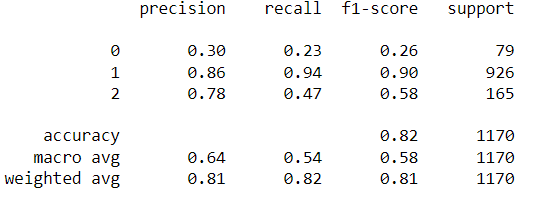 precision recall f1-score support
0 0.30 0.23 0.26 79
1 0.86 0.94 0.90 926
2 0.78 0.47 0.58 165
accuracy 0.82 1170
macro avg 0.64 0.54 0.58 1170
weighted avg 0.81 0.82 0.81 1170